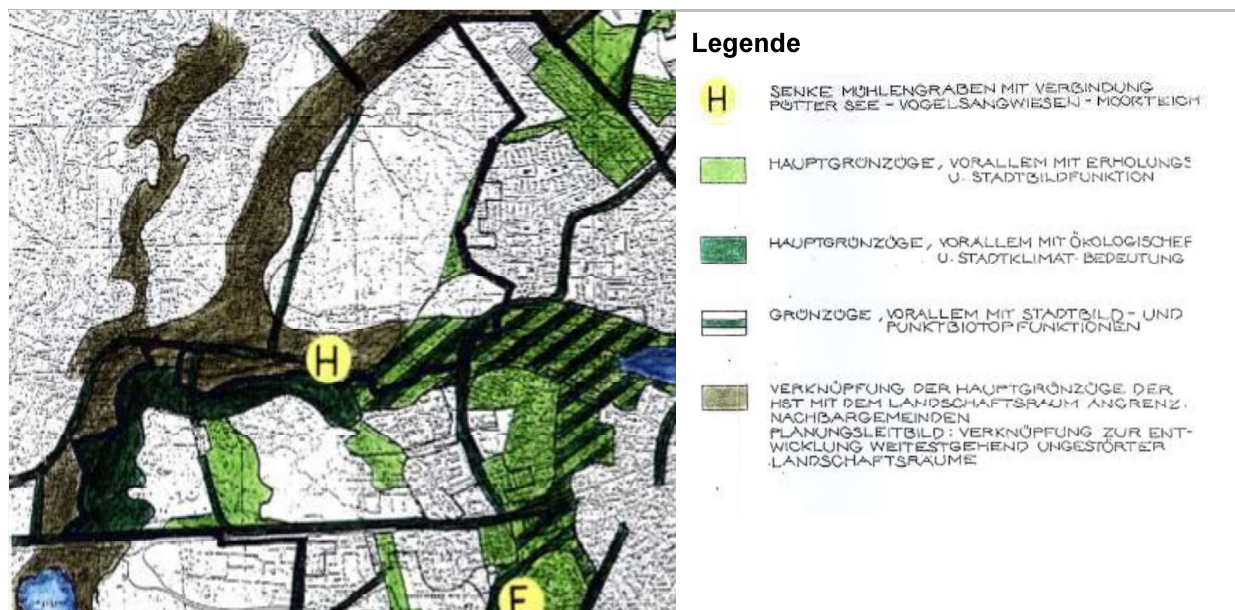 H
F
Legende
H
SENKE MÜHLENGRABEN MIT VERBINDUNG
PÜTTER SEE - VOGELSANGWIESEN - MOORTEICH
HAUPTGRÜNZÜGE, VORALLEM MIT ERHOLUNGS
U. STADTBILDFUNKTION
HAUPTGRÜNZÜGE, VORALLEM MIT ÖKOLOGISCHER
U. STADTKLIMAT. BEDEUTUNG
GRÜNZÜGE, VORALLEM MIT STADTBILD- UND
PUNKTBIOTOPFUNKTIONEN
VERKNÜPFUNG DER HAUPTGRÜNZÜGE DER
HST MIT DEM LANDSCHAFTSRAUM ANGRENZ.
NACHBARGEMEINDEN
PLANUNGSLEITBILD: VERKNÜPFUNG ZUR ENT-
WICKLUNG WEITESTGEHEND UNGESTÖRTER
LANDSCHAFTSRÄUME